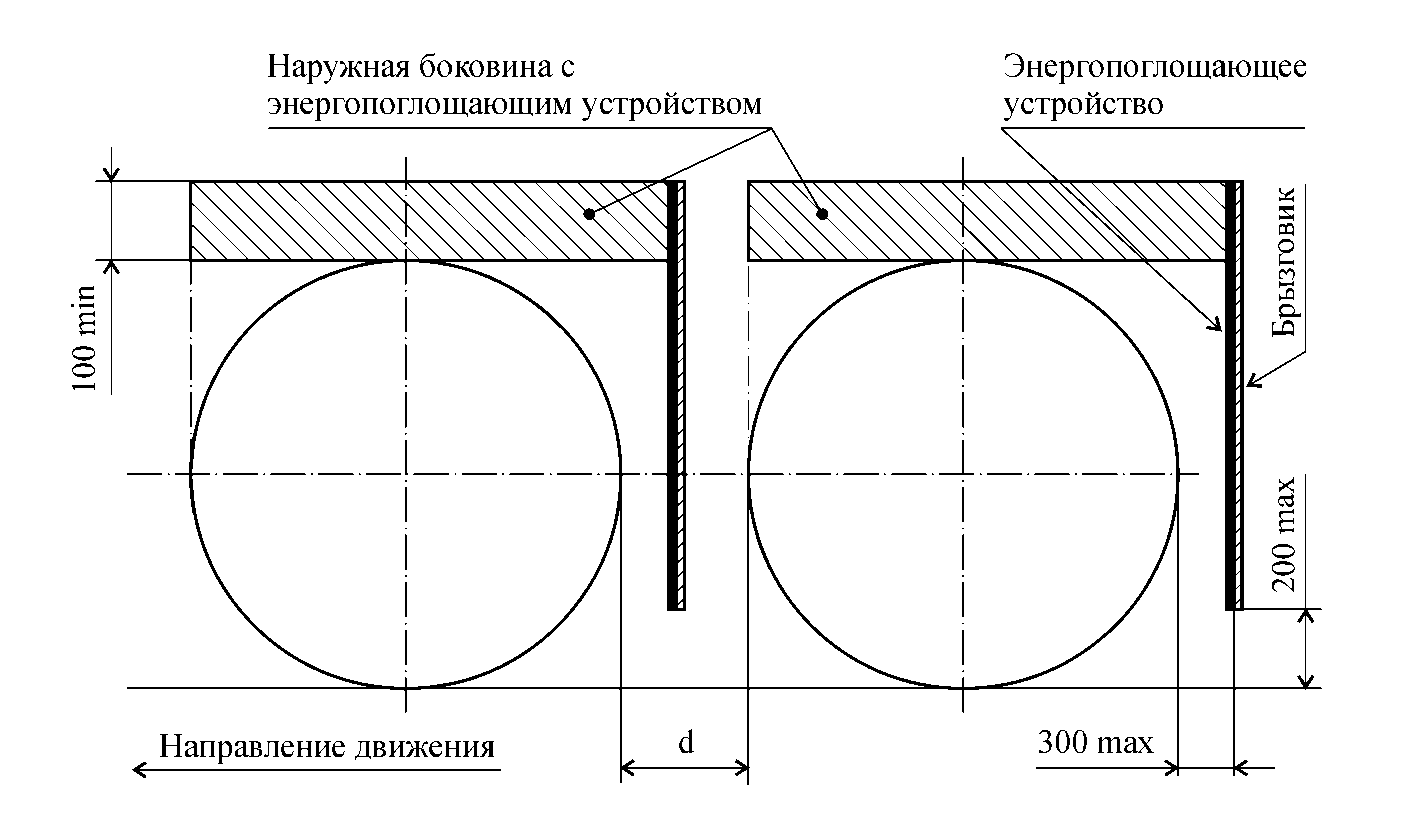 Наружная боковина с
энергопоглощающим устройством
Энергопоглощающее
устройство
100 min
Брызговик
200 max
Направление движения
d
300 max